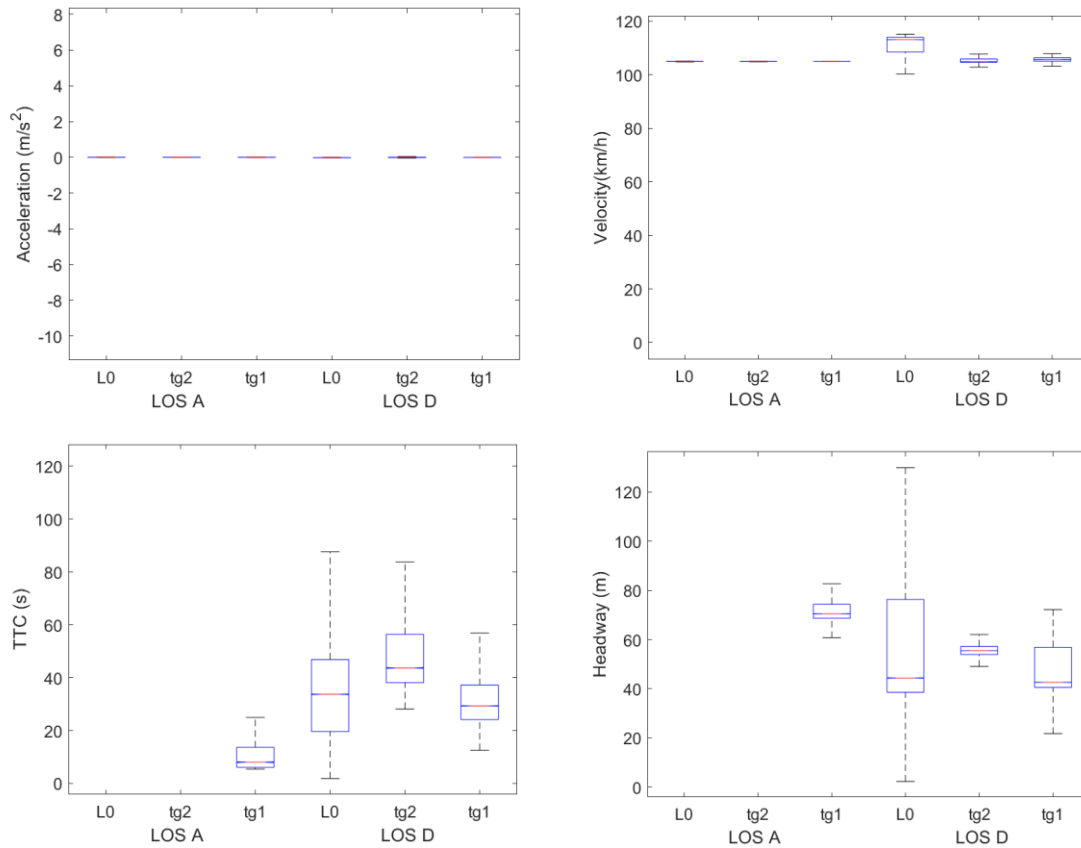 Acceleration (m/s²)
8
6
4
2
0
-2
-4
-6
-8
-10
L0 tg2 tg1 L0 tg2 tg1
LOS A LOS D
Velocity(km/h)
120
100
80
60
40
20
0
L0 tg2 tg1 L0 tg2 tg1
LOS A LOS D
TTC (s)
120
100
80
60
40
20
0
L0 tg2 tg1 L0 tg2 tg1
LOS A LOS D
Headway (m)
120
100
80
60
40
20
0
L0 tg2 tg1 L0 tg2 tg1
LOS A LOS D